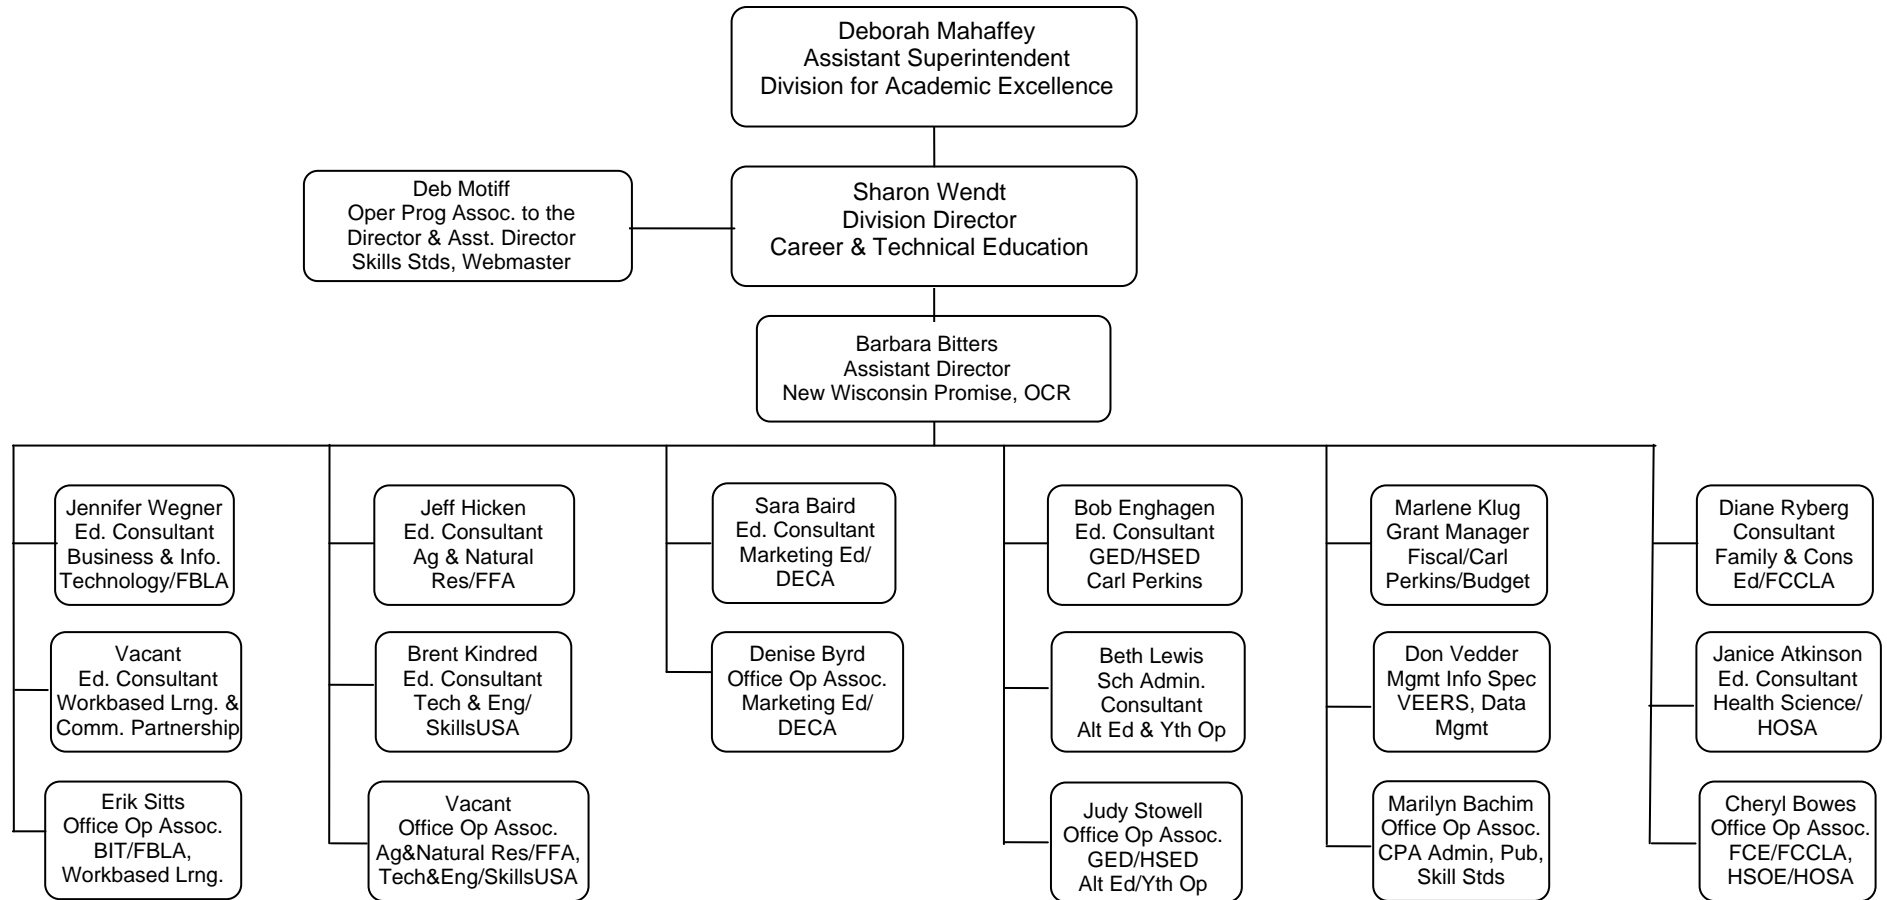 Deborah Mahaffey
Assistant Superintendent
Division for Academic Excellence
Deb Motiff
Oper Prog Assoc. to the
Director & Asst. Director
Skills Stds, Webmaster
Sharon Wendt
Division Director
Career & Technical Education
Barbara Bitters
Assistant Director
New Wisconsin Promise, OCR
Jennifer Wegner
Ed. Consultant
Business & Info.
Technology/FBLA
Vacant
Ed. Consultant
Workbased Lrng. &
Comm. Partnership
Erik Sitts
Office Op Assoc.
BIT/FBLA,
Workbased Lrng.
Jeff Hicken
Ed. Consultant
Ag & Natural
Res/FFA
Brent Kindred
Ed. Consultant
Tech & Eng/
SkillsUSA
Vacant
Office Op Assoc.
Ag&Natural Res/FFA,
Tech&Eng/SkillsUSA
Sara Baird
Ed. Consultant
Marketing Ed/
DECA
Denise Byrd
Office Op Assoc.
Marketing Ed/
DECA
Bob Enghagen
Ed. Consultant
GED/HSED
Carl Perkins
Beth Lewis
Sch Admin.
Consultant
Alt Ed & Yth Op
Judy Stowell
Office Op Assoc.
GED/HSED
Alt Ed/Yth Op
Marlene Klug
Grant Manager
Fiscal/Carl
Perkins/Budget
Don Vedder
Mgmt Info Spec
VEERS, Data
Mgmt
Marilyn Bachim
Office Op Assoc.
CPA Admin, Pub,
Skill Stds
Diane Ryberg
Consultant
Family & Cons
Ed/FCCLA
Janice Atkinson
Ed. Consultant
Health Science/
HOSA
Cheryl Bowes
Office Op Assoc.
FCE/FCCLA,
HSOE/HOSA